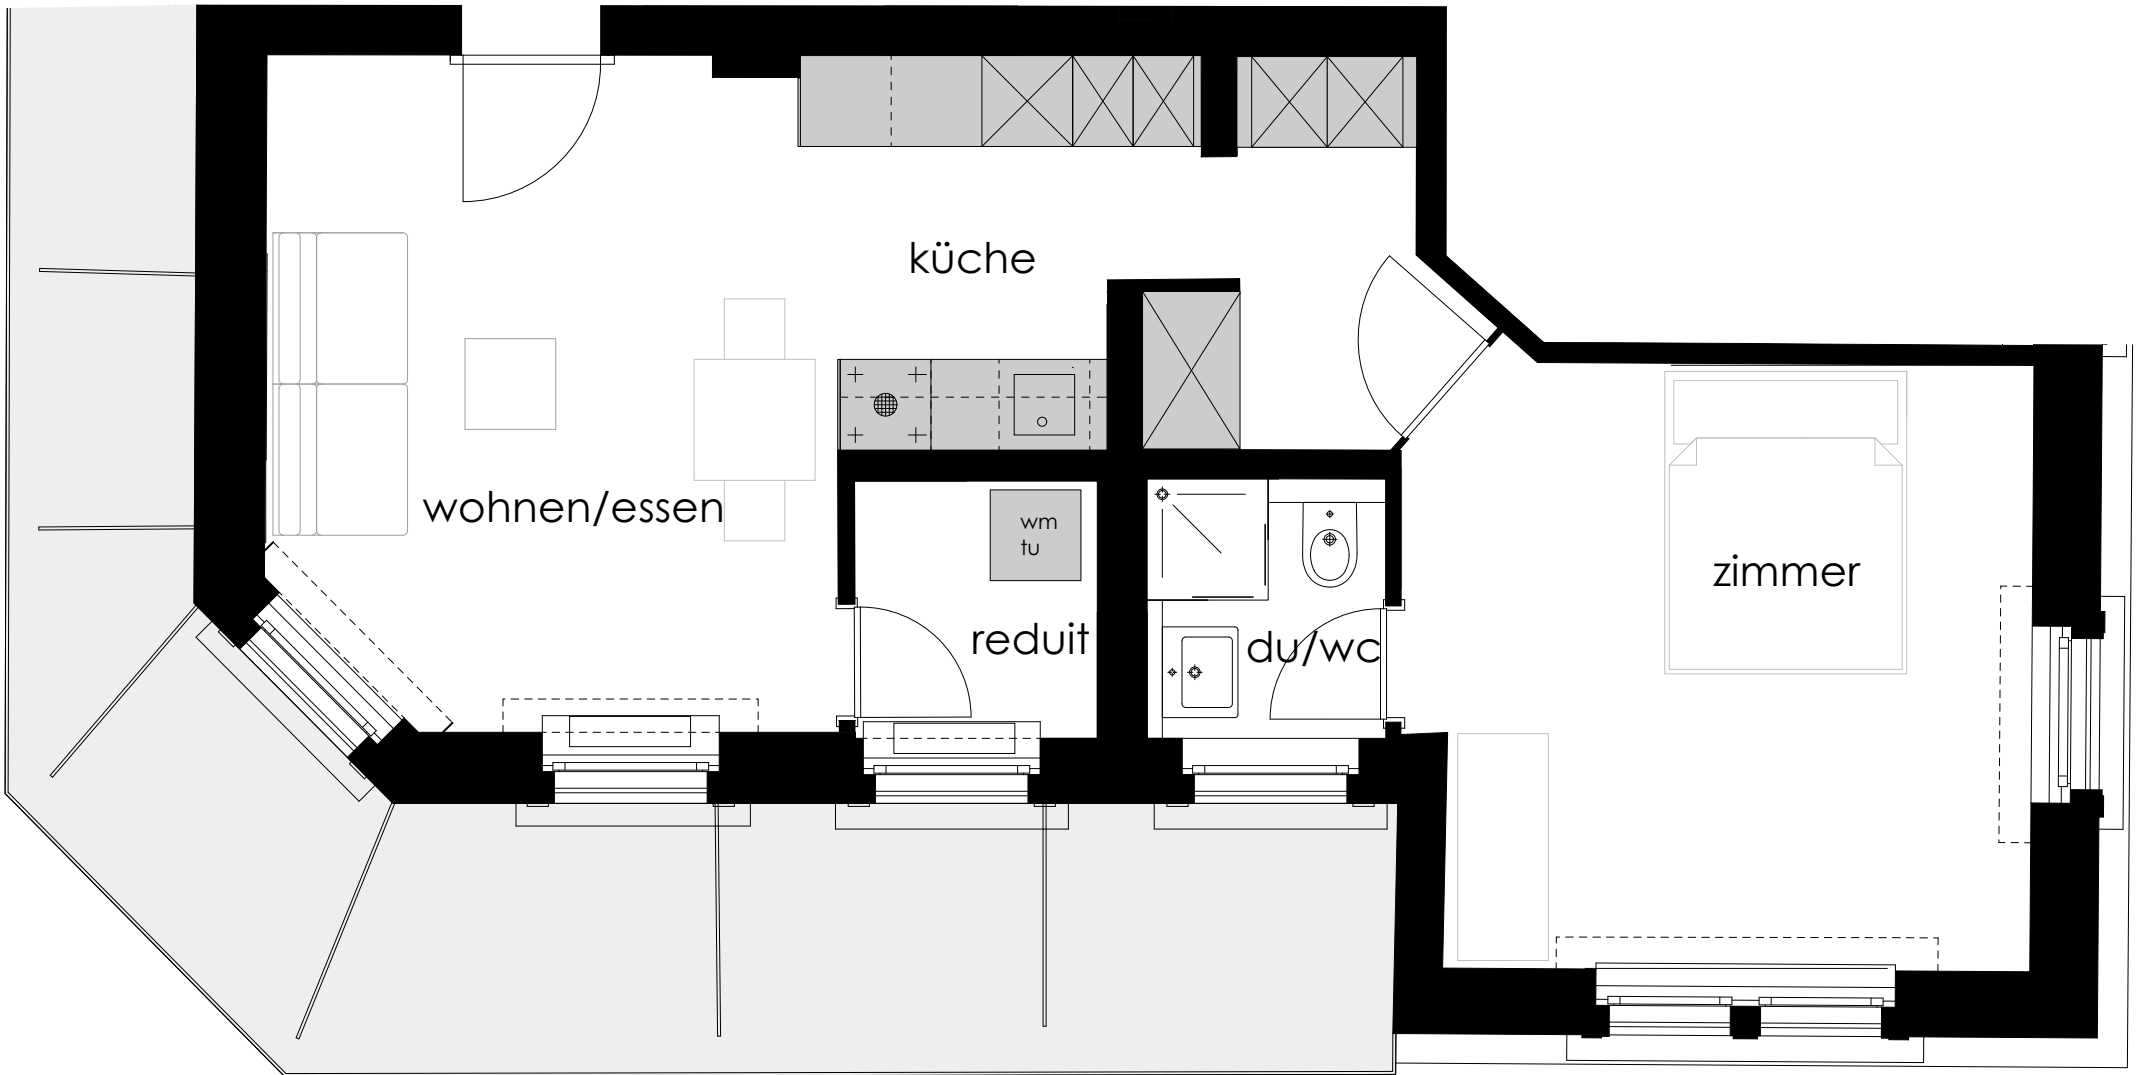 küche
wohnen/essen
wm
tu
reduit
du/wc
zimmer